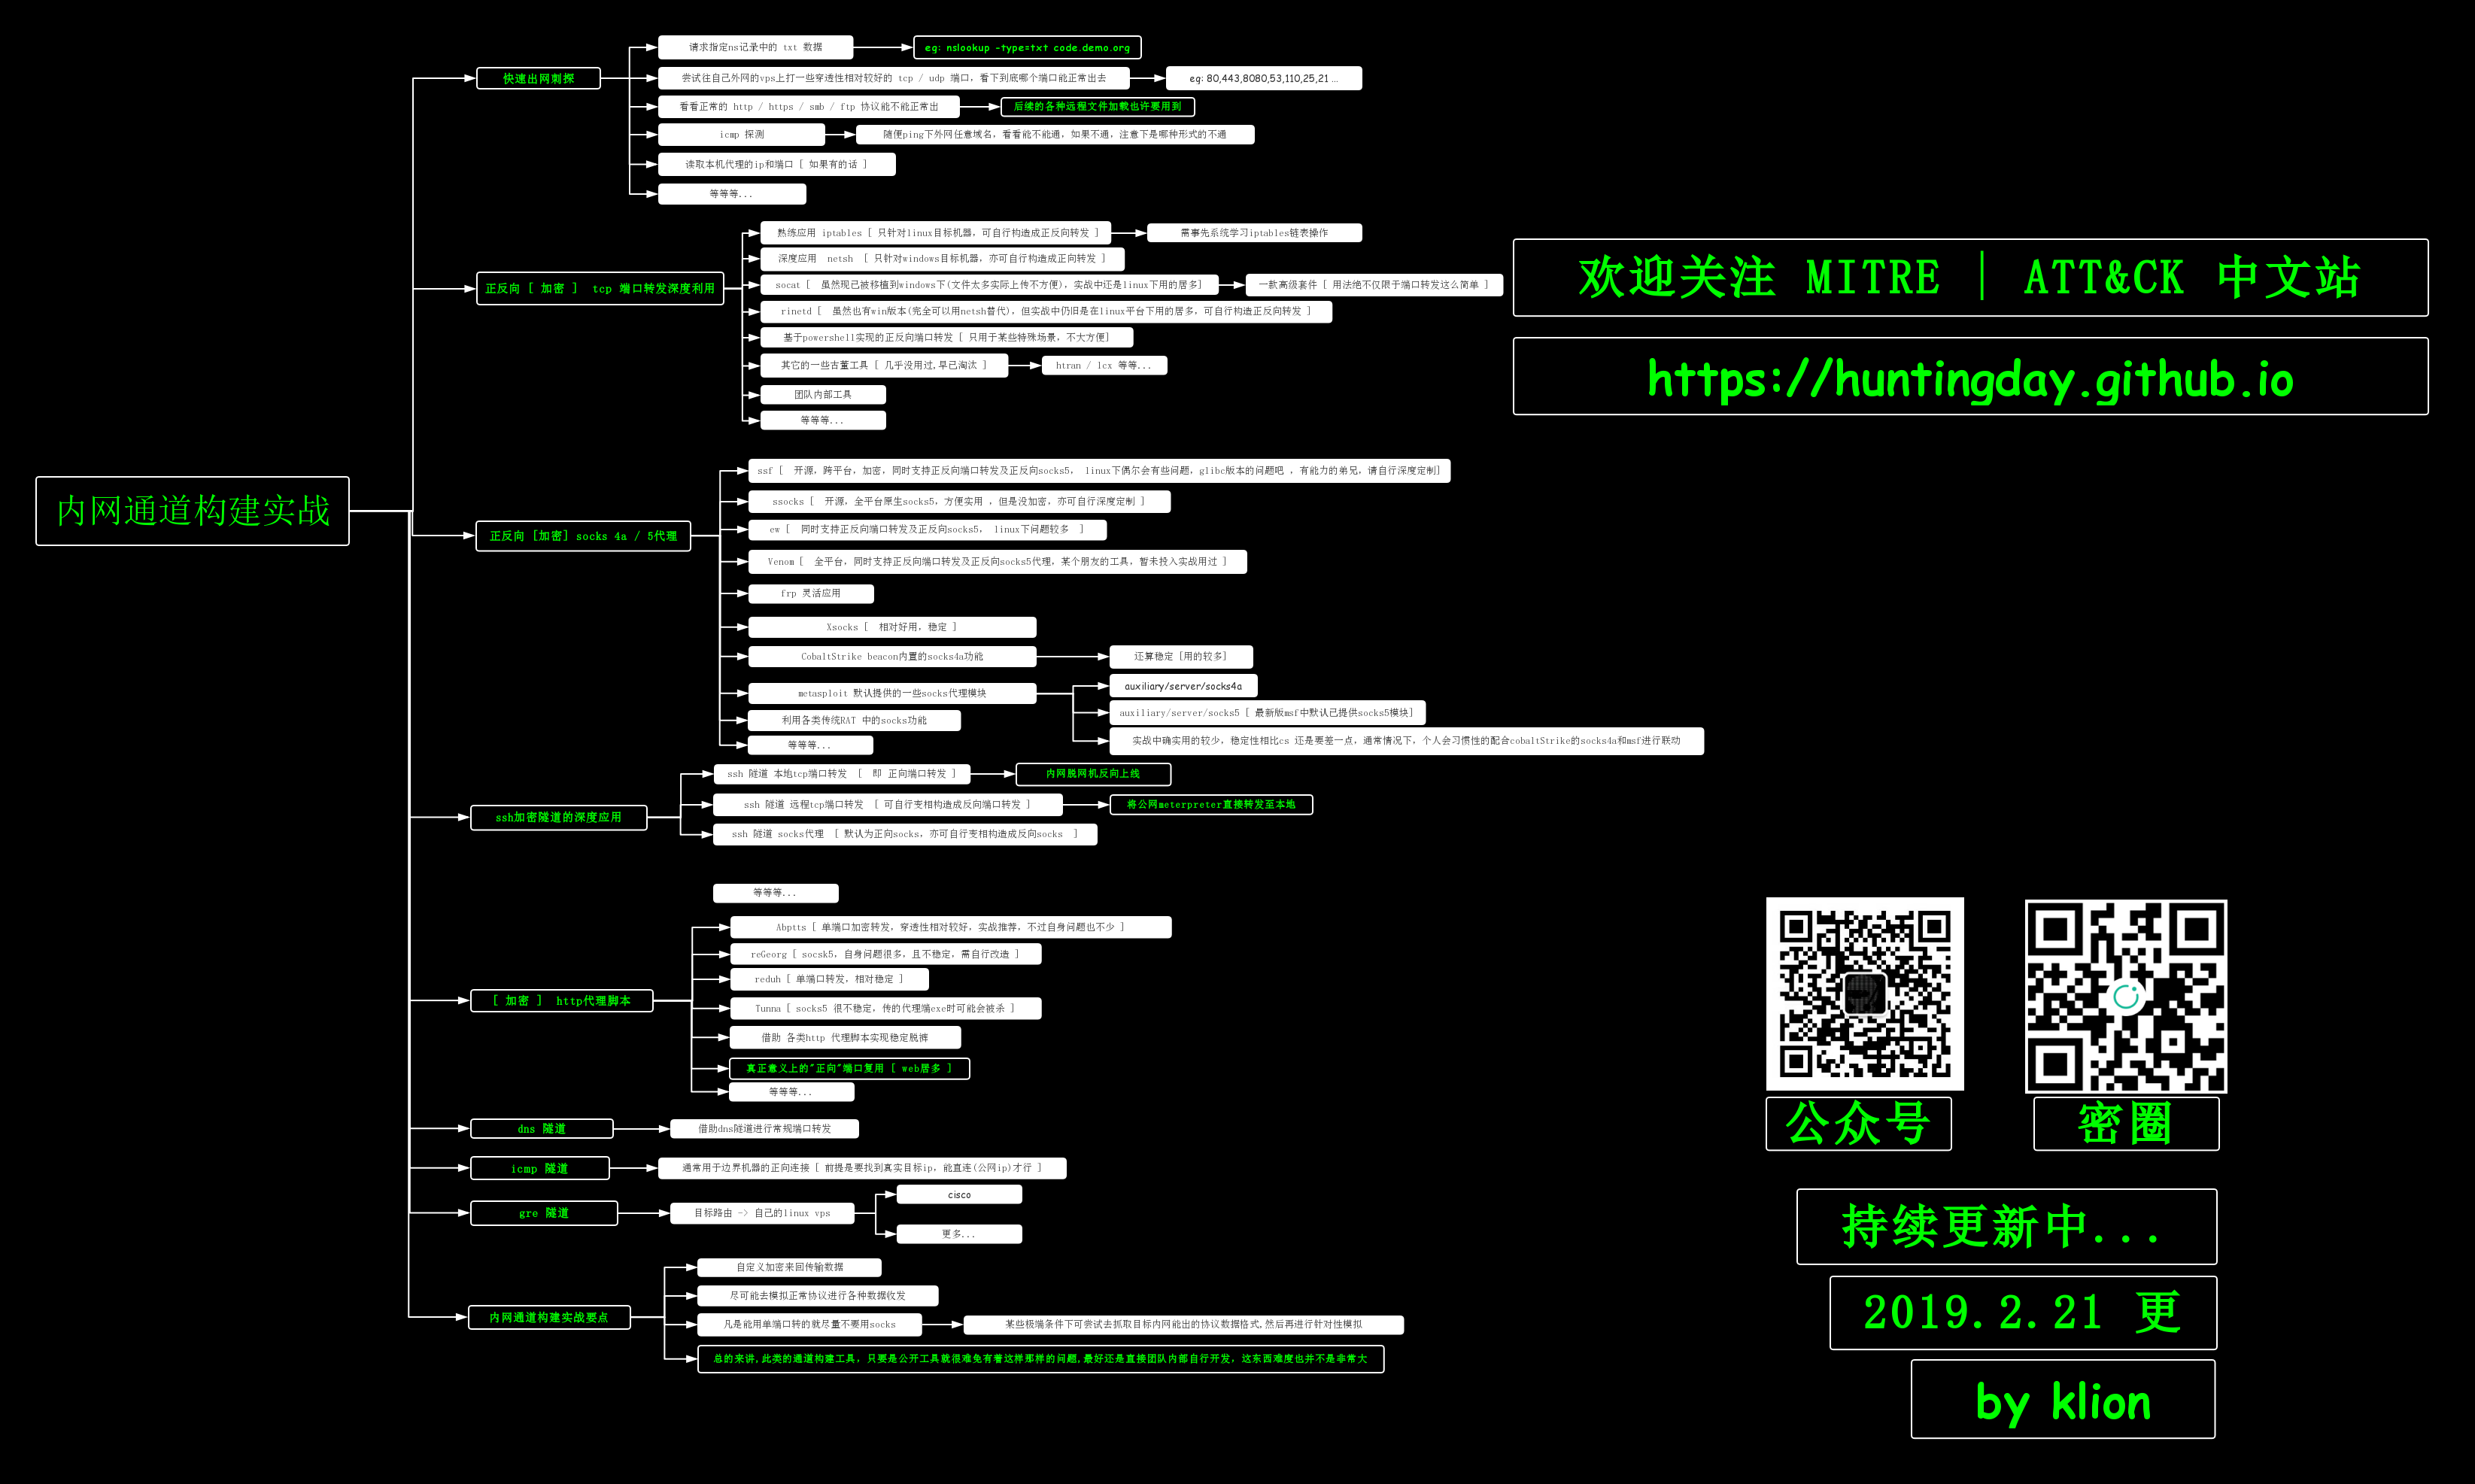 内网通道构建实战
快速出网刺探
请求指定ns记录中的 txt 数据
eg: nslookup -type=txt code.demo.org
尝试往自己外网的vps上打一些穿透性相对较好的 tcp / udp 端口，看下到底哪个端口能正常出去
eg: 80,443,8080,53,110,25,21 ...
看看正常的 http / https / smb / ftp 协议能不能正常出
后续的各种远程文件加载也许要用到
icmp 探测
随便ping下外网任意域名，看看能不能通，如果不通，注意下是哪种形式的不通
读取本机代理的ip和端口 [ 如果有的话 ]
等等等...
正反向 [ 加密 ] tcp 端口转发深度利用
熟练应用 iptables [ 只针对linux目标机器，可自行构造成正反向转发 ]
需事先系统学习iptables链表操作
深度应用 netsh [ 只针对windows目标机器，亦可自行构造成正向转发 ]
socat [ 虽然现已被移植到windows下(文件太多实际上传不方便)，实战中还是linux下用的居多]
一款高级套件 [ 用法绝不仅限于端口转发这么简单 ]
rinetd [ 虽然也有win版本(完全可以用netsh替代)，但实战中仍旧是在linux平台下用的居多，可自行构造正反向转发 ]
基于powershell实现的正反向端口转发 [ 只用于某些特殊场景，不大方便]
其它的一些古董工具 [ 几乎没用过,早已淘汰 ]
htran / lcx 等等...
团队内部工具
等等等...
正反向 [加密] socks 4a / 5代理
ssf [ 开源，跨平台，加密，同时支持正反向端口转发及正反向socks5， linux下偶尔会有些问题，glibc版本的问题吧 ，有能力的弟兄，请自行深度定制]
ssocks [ 开源，全平台原生socks5，方便实用 ，但是没加密，亦可自行深度定制 ]
ew [ 同时支持正反向端口转发及正反向socks5， linux下问题较多 ]
Venom [ 全平台，同时支持正反向端口转发及正反向socks5代理，某个朋友的工具，暂未投入实战用过 ]
frp 灵活应用
Xsocks [ 相对好用，稳定 ]
CobaltStrike beacon内置的socks4a功能
还算稳定 [用的较多]
metasploit 默认提供的一些socks代理模块
auxiliary/server/socks4a
auxiliary/server/socks5 [ 最新版msf中默认已提供socks5模块]
实战中确实用的较少，稳定性相比cs 还是要差一点，通常情况下，个人会习惯性的配合cobaltStrike的socks4a和msf进行联动
利用各类传统RAT 中的socks功能
等等等...
ssh加密隧道的深度应用
ssh 隧道 本地tcp端口转发 [ 即 正向端口转发 ]
内网脱网机反向上线
ssh 隧道 远程tcp端口转发 [ 可自行变相构造成反向端口转发 ]
将公网meterpreter直接转发至本地
ssh 隧道 socks代理 [ 默认为正向socks，亦可自行变相构造成反向socks ]
等等等...
[ 加密 ] http代理脚本
Abptts [ 单端口加密转发，穿透性相对较好，实战推荐，不过自身问题也不少 ]
reGeorg [ socsk5，自身问题很多，且不稳定，需自行改造 ]
reduh [ 单端口转发，相对稳定 ]
Tunna [ socks5 很不稳定，传的代理端exe时可能会被杀 ]
借助 各类http 代理脚本实现稳定脱裤
真正意义上的"正向"端口复用 [ web居多 ]
等等等...
dns 隧道
借助dns隧道进行常规端口转发
icmp 隧道
通常用于边界机器的正向连接 [ 前提是要找到真实目标ip，能直连(公网ip)才行 ]
gre 隧道
目标路由 -> 自己的linux vps
cisco
更多...
内网通道构建实战要点
自定义加密来回传输数据
尽可能去模拟正常协议进行各种数据收发
凡是能用单端口转的就尽量不要用socks
某些极端条件下可尝试去抓取目标内网能出的协议数据格式,然后再进行针对性模拟
总的来讲,此类的通道构建工具，只要是公开工具就很难免有着这样那样的问题,最好还是直接团队内部自行开发，这东西难度也并不是非常大
欢迎关注 MITRE | ATT&CK 中文站
https://huntingday.github.io
公众号
密圈
持续更新中...
2019.2.21 更
by klion